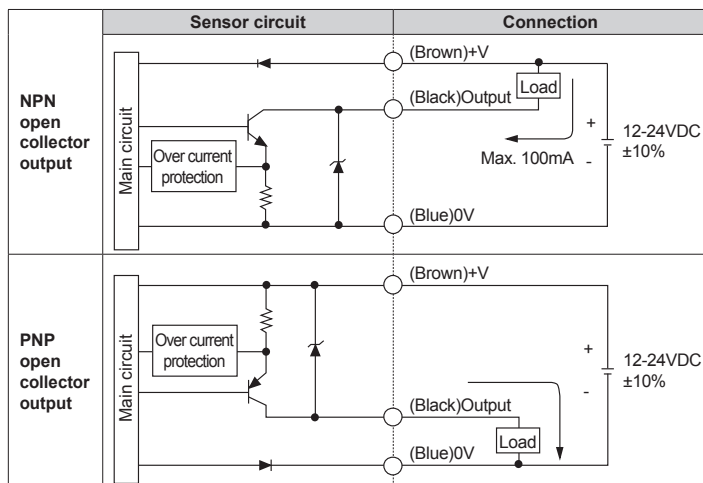 Sensor circuit
Connection
NPN
open
collector
output
Main circuit
Over current
protection
(Brown)+V
Load
(Black)Output
Max. 100mA
+
-
12-24VDC
±10%
(Blue)0V
PNP
open
collector
output
Main circuit
Over current
protection
(Brown)+V
+
-
12-24VDC
±10%
(Black)Output
Load
(Blue)0V